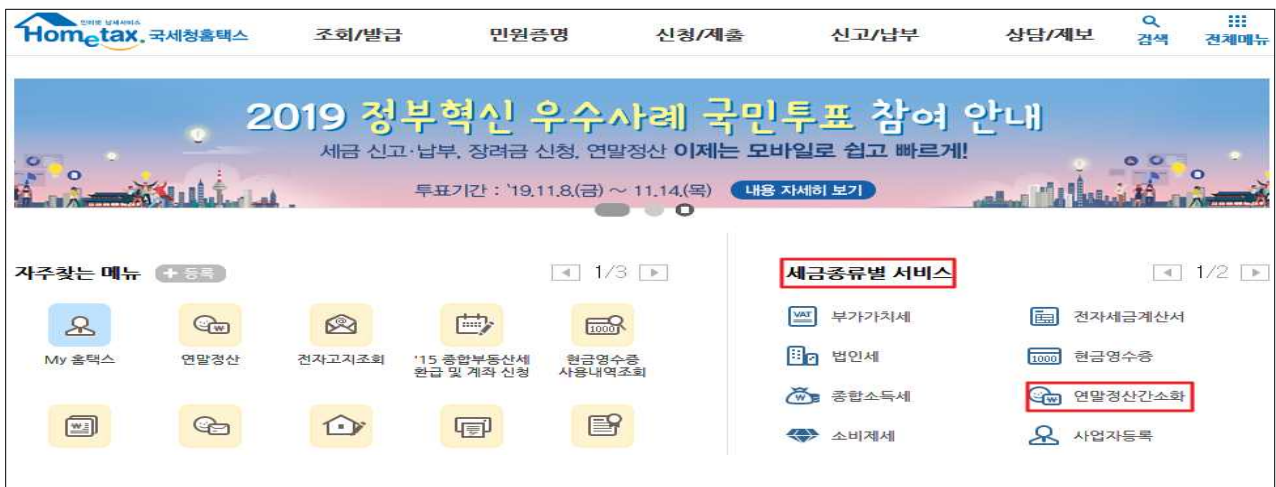 편리한 납세서비스
Hometax. 국세청홈택스
조회/발급
민원증명
신청/제출
신고/납부
상담/제보
검색
전체메뉴
2019 정부혁신 우수사례 국민투표 참여 안내
세금 신고·납부, 장려금 신청, 연말정산 이제는 모바일로 쉽고 빠르게!
투표기간 : '19.11.8.(금) ~ 11.14.(목) 내용 자세히 보기
자주찾는 메뉴 + 등록 1/3
My 홈택스
연말정산
전자고지조회
'15 종합부동산세
환급 및 계좌 신청
현금영수증
사용내역조회
세금종류별 서비스 1/2
VAT 부가가치세
전자세금계산서
법인세
1000 현금영수증
종합소득세
연말정산간소화
소비제세
사업자등록